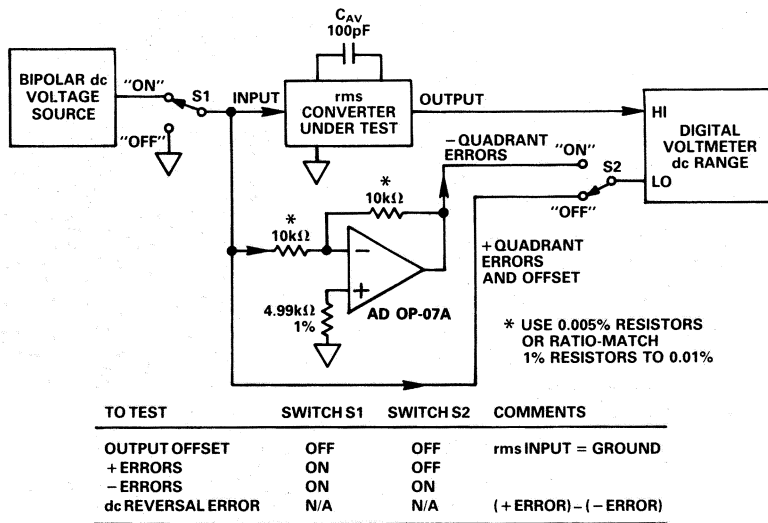 C_AV
100pF
BIPOLAR dc
VOLTAGE
SOURCE
"ON"
S1
"OFF"
INPUT
rms
CONVERTER
UNDER TEST
OUTPUT
HI
DIGITAL
VOLTMETER
dc RANGE
LO
–QUADRANT
ERRORS
"ON"
S2
"OFF"
*
10kΩ
*
10kΩ
–
+
4.99kΩ
1%
AD OP-07A
+QUADRANT
ERRORS
AND OFFSET
* USE 0.005% RESISTORS
OR RATIO-MATCH
1% RESISTORS TO 0.01%
TO TEST SWITCH S1 SWITCH S2 COMMENTS
OUTPUT OFFSET OFF OFF rms INPUT = GROUND
+ ERRORS ON OFF
– ERRORS ON ON
dc REVERSAL ERROR N/A N/A (+ERROR)–(–ERROR)